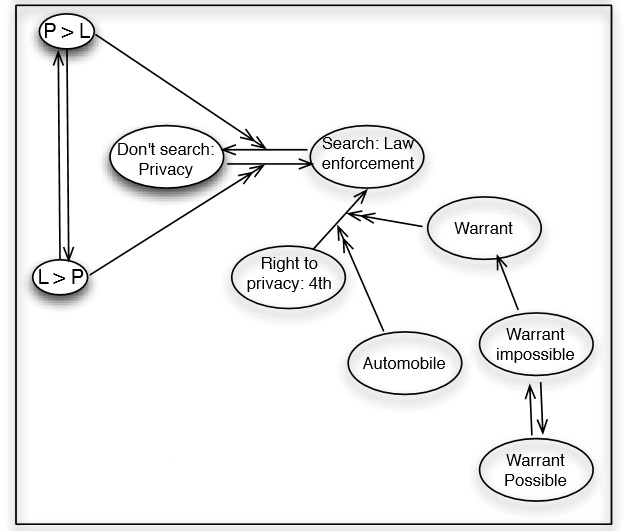 P > L
Don't search:
Privacy
Search: Law
enforcement
Warrant
Right to
privacy: 4th
L > P
Automobile
Warrant
impossible
Warrant
Possible